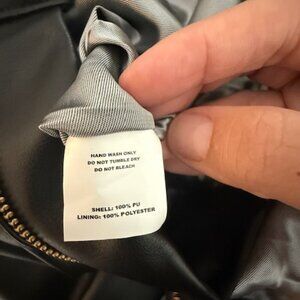 HAND WASH ONLY
DO NOT TUMBLE DRY
DO NOT BLEACH
SHELL: 100% PU
LINING: 100% POLYESTER